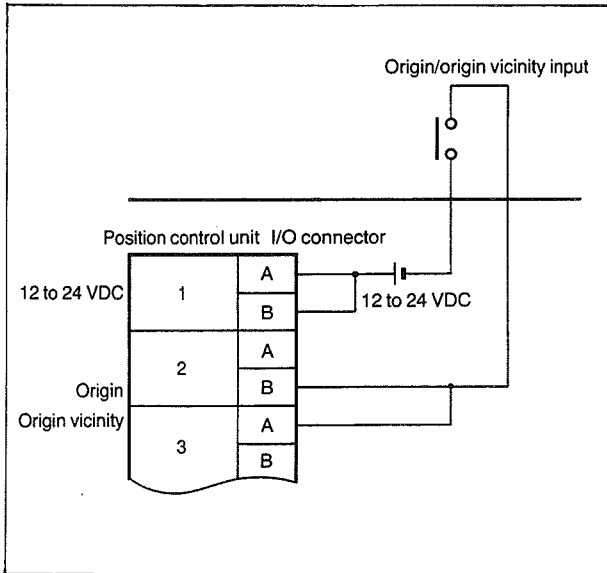 Origin/origin vicinity input
Position control unit I/O connector
12 to 24 VDC
1
A
B
12 to 24 VDC
2
A
B
Origin
Origin vicinity
3
A
B